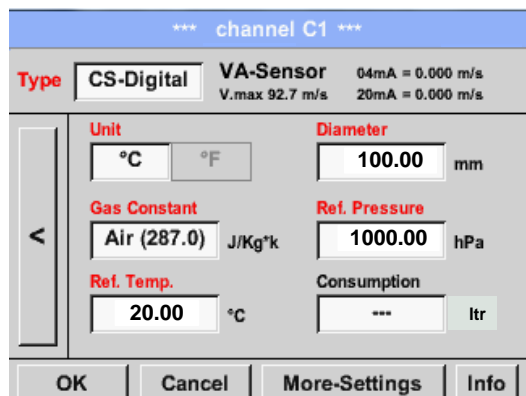 *** channel C1 ***
Type CS-Digital VA-Sensor 04mA = 0.000 m/s
V.max 92.7 m/s 20mA = 0.000 m/s
Unit Diameter
°C °F 100.00 mm
Gas Constant Ref. Pressure
< Air (287.0) J/Kg*k 1000.00 hPa
Ref. Temp. Consumption
20.00 °C --- ltr
OK Cancel More-Settings Info